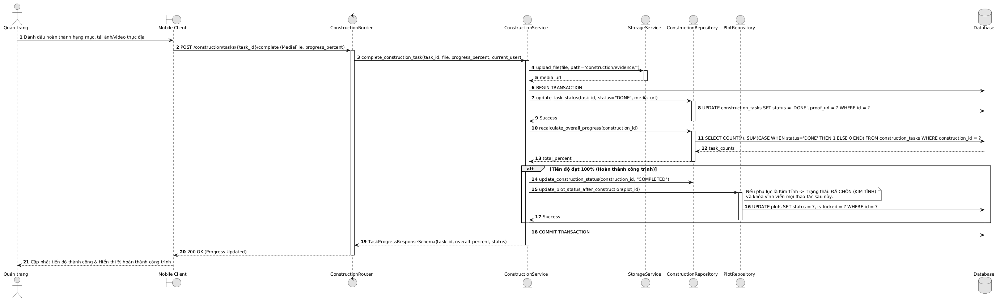 Quản trang
Mobile Client
ConstructionRouter
ConstructionService
StorageService
ConstructionRepository
PlotRepository
Database
1 Đánh dấu hoàn thành hạng mục, tải ảnh/video thực địa
2 POST /construction/tasks/{task_id}/complete (MediaFile, progress_percent)
3 complete_construction_task(task_id, file, progress_percent, current_user)
4 upload_file(file, path="construction/evidence/")
5 media_url
6 BEGIN TRANSACTION
7 update_task_status(task_id, status="DONE", media_url)
8 UPDATE construction_tasks SET status = 'DONE', proof_url = ? WHERE id = ?
9 Success
10 recalculate_overall_progress(construction_id)
11 SELECT COUNT(*), SUM(CASE WHEN status='DONE' THEN 1 ELSE 0 END) FROM construction_tasks WHERE construction_id = ?
12 task_counts
13 total_percent
alt [Tiến độ đạt 100% (Hoàn thành công trình)]
14 update_construction_status(construction_id, "COMPLETED")
15 update_plot_status_after_construction(plot_id)
Nếu phụ lục là Kim Tĩnh -> Trạng thái: ĐÃ CHÔN (KIM TĨNH)
và khóa vĩnh viễn mọi thao tác sau này.
16 UPDATE plots SET status = ?, is_locked = ? WHERE id = ?
17 Success
18 COMMIT TRANSACTION
19 TaskProgressResponseSchema(task_id, overall_percent, status)
20 200 OK (Progress Updated)
21 Cập nhật tiến độ thành công & Hiển thị % hoàn thành công trình
Quản trang
Mobile Client
ConstructionRouter
ConstructionService
StorageService
ConstructionRepository
PlotRepository
Database